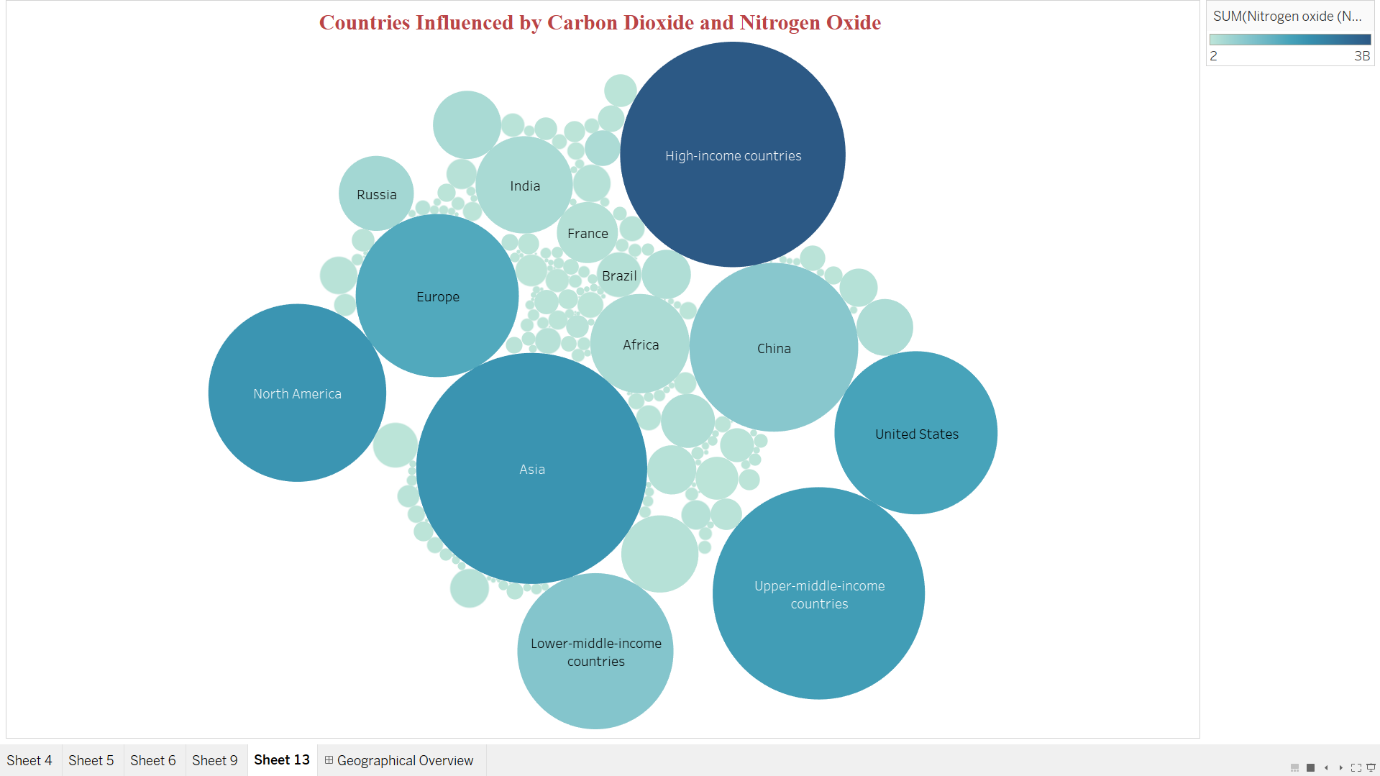 Countries Influenced by Carbon Dioxide and Nitrogen Oxide
SUM(Nitrogen oxide (N...
2 3B
High-income countries
India
Russia
France
Brazil
Europe
Africa
China
North America
United States
Asia
Upper-middle-income
countries
Lower-middle-income
countries
Sheet 4 Sheet 5 Sheet 6 Sheet 9 Sheet 13 Geographical Overview